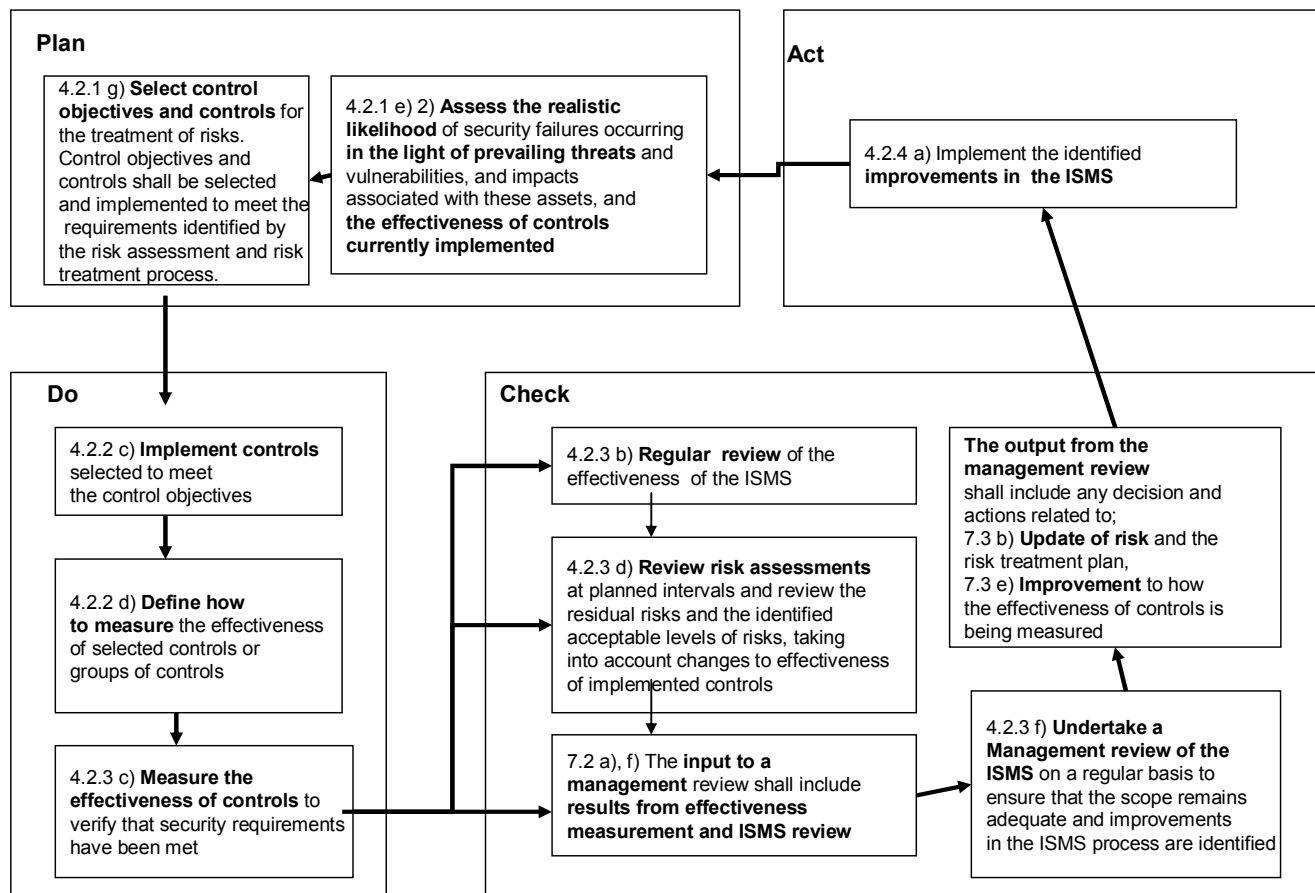 Plan
4.2.1 g) Select control
objectives and controls for
the treatment of risks.
Control objectives and
controls shall be selected
and implemented to meet the
requirements identified by
the risk assessment and risk
treatment process.
4.2.1 e) 2) Assess the realistic
likelihood of security failures occurring
in the light of prevailing threats and
vulnerabilities, and impacts
associated with these assets, and
the effectiveness of controls
currently implemented
Act
4.2.4 a) Implement the identified
improvements in the ISMS
Do
4.2.2 c) Implement controls
selected to meet
the control objectives
4.2.2 d) Define how
to measure the effectiveness
of selected controls or
groups of controls
4.2.3 c) Measure the
effectiveness of controls to
verify that security requirements
have been met
Check
4.2.3 b) Regular review of the
effectiveness of the ISMS
4.2.3 d) Review risk assessments
at planned intervals and review the
residual risks and the identified
acceptable levels of risks, taking
into account changes to effectiveness
of implemented controls
7.2 a), f) The input to a
management review shall include
results from effectiveness
measurement and ISMS review
The output from the
management review
shall include any decision and
actions related to;
7.3 b) Update of risk and the
risk treatment plan,
7.3 e) Improvement to how
the effectiveness of controls is
being measured
4.2.3 f) Undertake a
Management review of the
ISMS on a regular basis to
ensure that the scope remains
adequate and improvements
in the ISMS process are identified